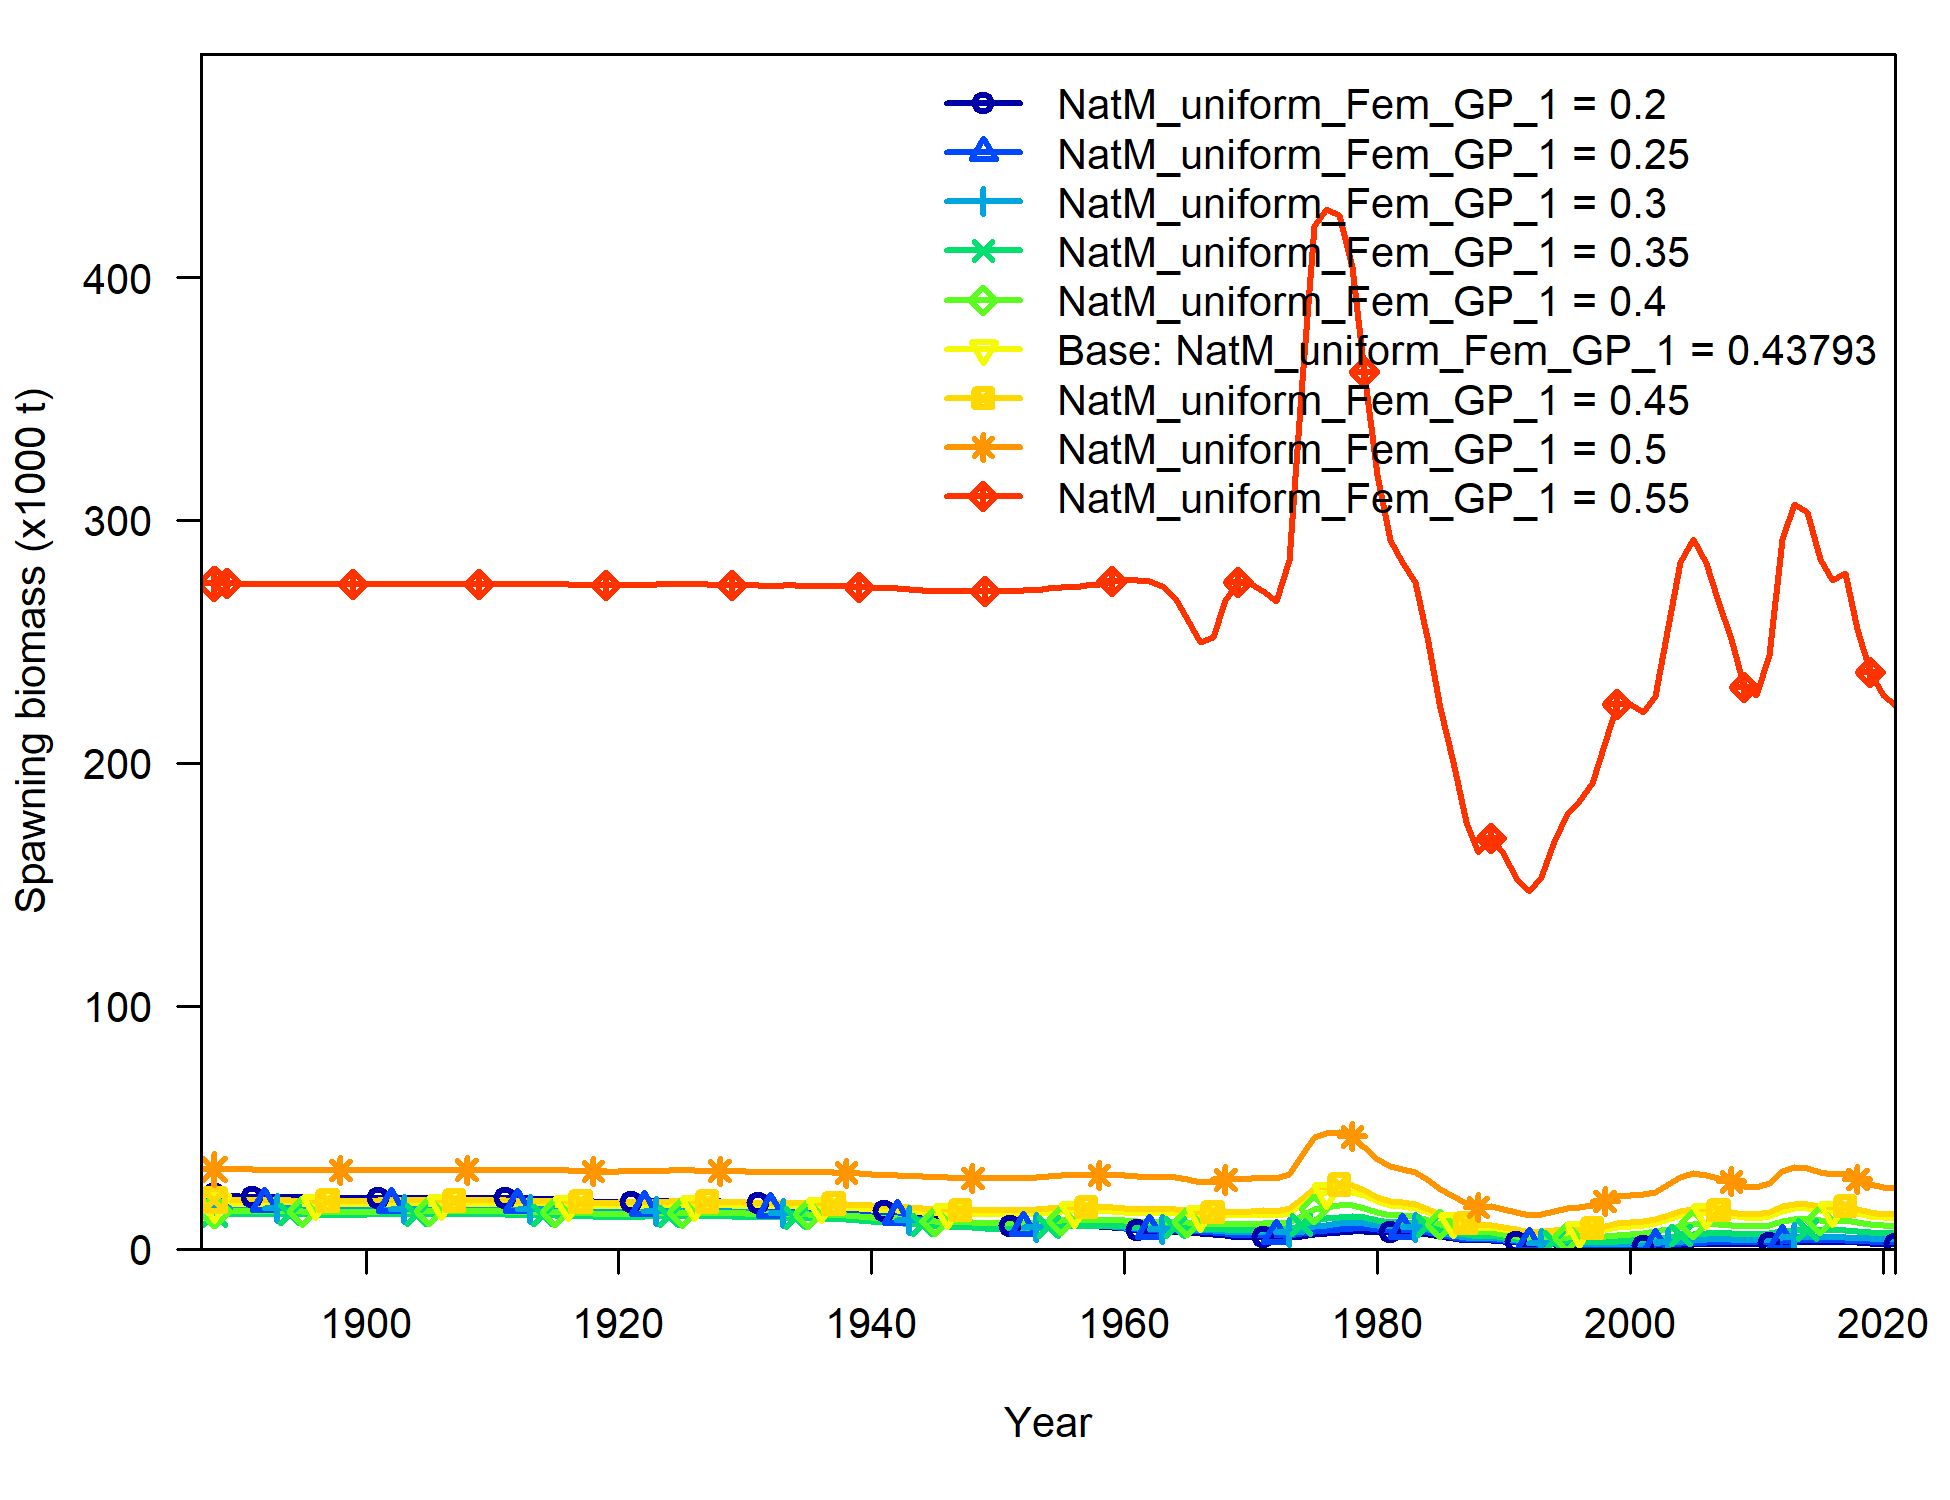 NatM_uniform_Fem_GP_1 = 0.2
NatM_uniform_Fem_GP_1 = 0.25
NatM_uniform_Fem_GP_1 = 0.3
NatM_uniform_Fem_GP_1 = 0.35
NatM_uniform_Fem_GP_1 = 0.4
Base: NatM_uniform_Fem_GP_1 = 0.43793
NatM_uniform_Fem_GP_1 = 0.45
NatM_uniform_Fem_GP_1 = 0.5
NatM_uniform_Fem_GP_1 = 0.55
Spawning biomass (x1000 t)
400
300
200
100
0
1900 1920 1940 1960 1980 2000 2020
Year